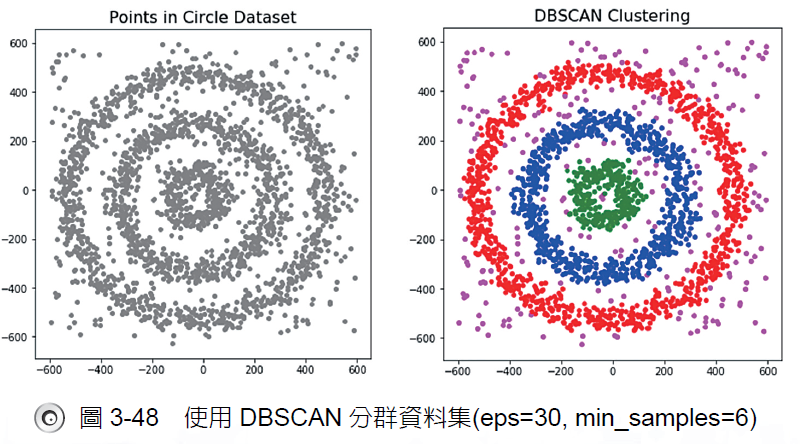 Points in Circle Dataset
600
400
200
0
−200
−400
−600
−600 −400 −200 0 200 400 600
DBSCAN Clustering
600
400
200
0
−200
−400
−600
−600 −400 −200 0 200 400 600
圖 3-48 使用 DBSCAN 分群資料集(eps=30, min_samples=6)